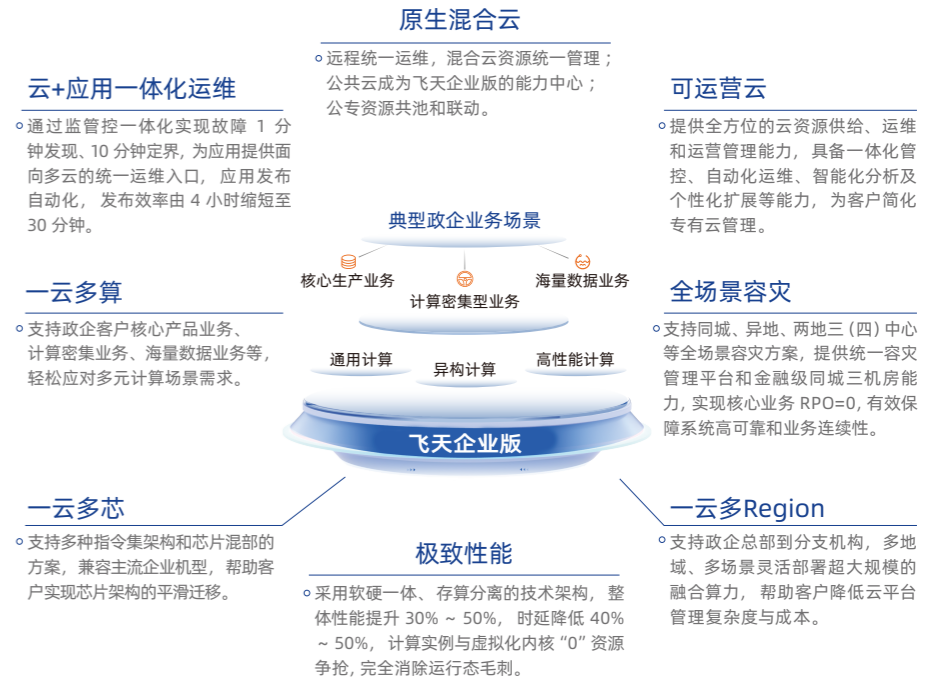 原生混合云
远程统一运维，混合云资源统一管理；
公共云成为飞天企业版的能力中心；
公专资源共池和联动。
云+应用一体化运维
通过监管控一体化实现故障 1 分
钟发现、10 分钟定界，为应用提供面
向多云的统一运维入口，应用发布
自动化，发布效率由 4 小时缩短至
30 分钟。
可运营云
提供全方位的云资源供给、运维
和运营管理能力，具备一体化管
控、自动化运维、智能化分析及
个性化扩展等能力，为客户简化
专有云管理。
典型政企业务场景
核心生产业务
计算密集型业务
海量数据业务
一云多算
支持政企客户核心产品业务、
计算密集业务、海量数据业务等，
轻松应对多元计算场景需求。
全场景容灾
支持同城、异地、两地三（四）中心
等全场景容灾方案，提供统一容灾
管理平台和金融级同城三机房能
力，实现核心业务 RPO=0，有效保
障系统高可靠和业务连续性。
通用计算
异构计算
高性能计算
飞天企业版
一云多芯
支持多种指令集架构和芯片混部的
方案，兼容主流企业机型，帮助客
户实现芯片架构的平滑迁移。
极致性能
采用软硬一体、存算分离的技术架构，整
体性能提升 30% ~ 50%，时延降低 40%
~ 50%，计算实例与虚拟化内核“0”资源
争抢，完全消除运行态毛刺。
一云多Region
支持政企总部到分支机构，多地
域、多场景灵活部署超大规模的
融合算力，帮助客户降低云平台
管理复杂度与成本。